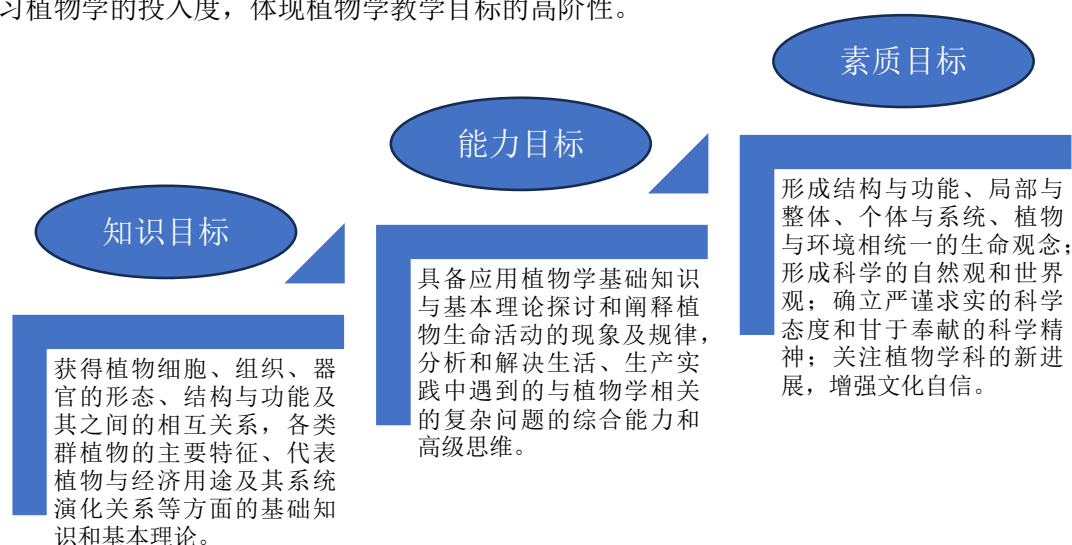 习植物学的投入度，体现植物学教学目标的高阶性。
知识目标
获得植物细胞、组织、器
官的形态、结构与功能及
其之间的相互关系，各类
群植物的主要特征、代表
植物与经济用途及其系统
演化关系等方面的基础知
识和基本理论。
能力目标
具备应用植物学基础知识
与基本理论探讨和阐释植
物生命活动的现象及规律，
分析和解决生活、生产实
践中遇到的与植物学相关
的复杂问题的综合能力和
高级思维。
素质目标
形成结构与功能、局部与
整体、个体与系统、植物
与环境相统一的生命观念；
形成科学的自然观和世界
观；确立严谨求实的科学
态度和甘于奉献的科学精
神；关注植物学科的新进
展，增强文化自信。